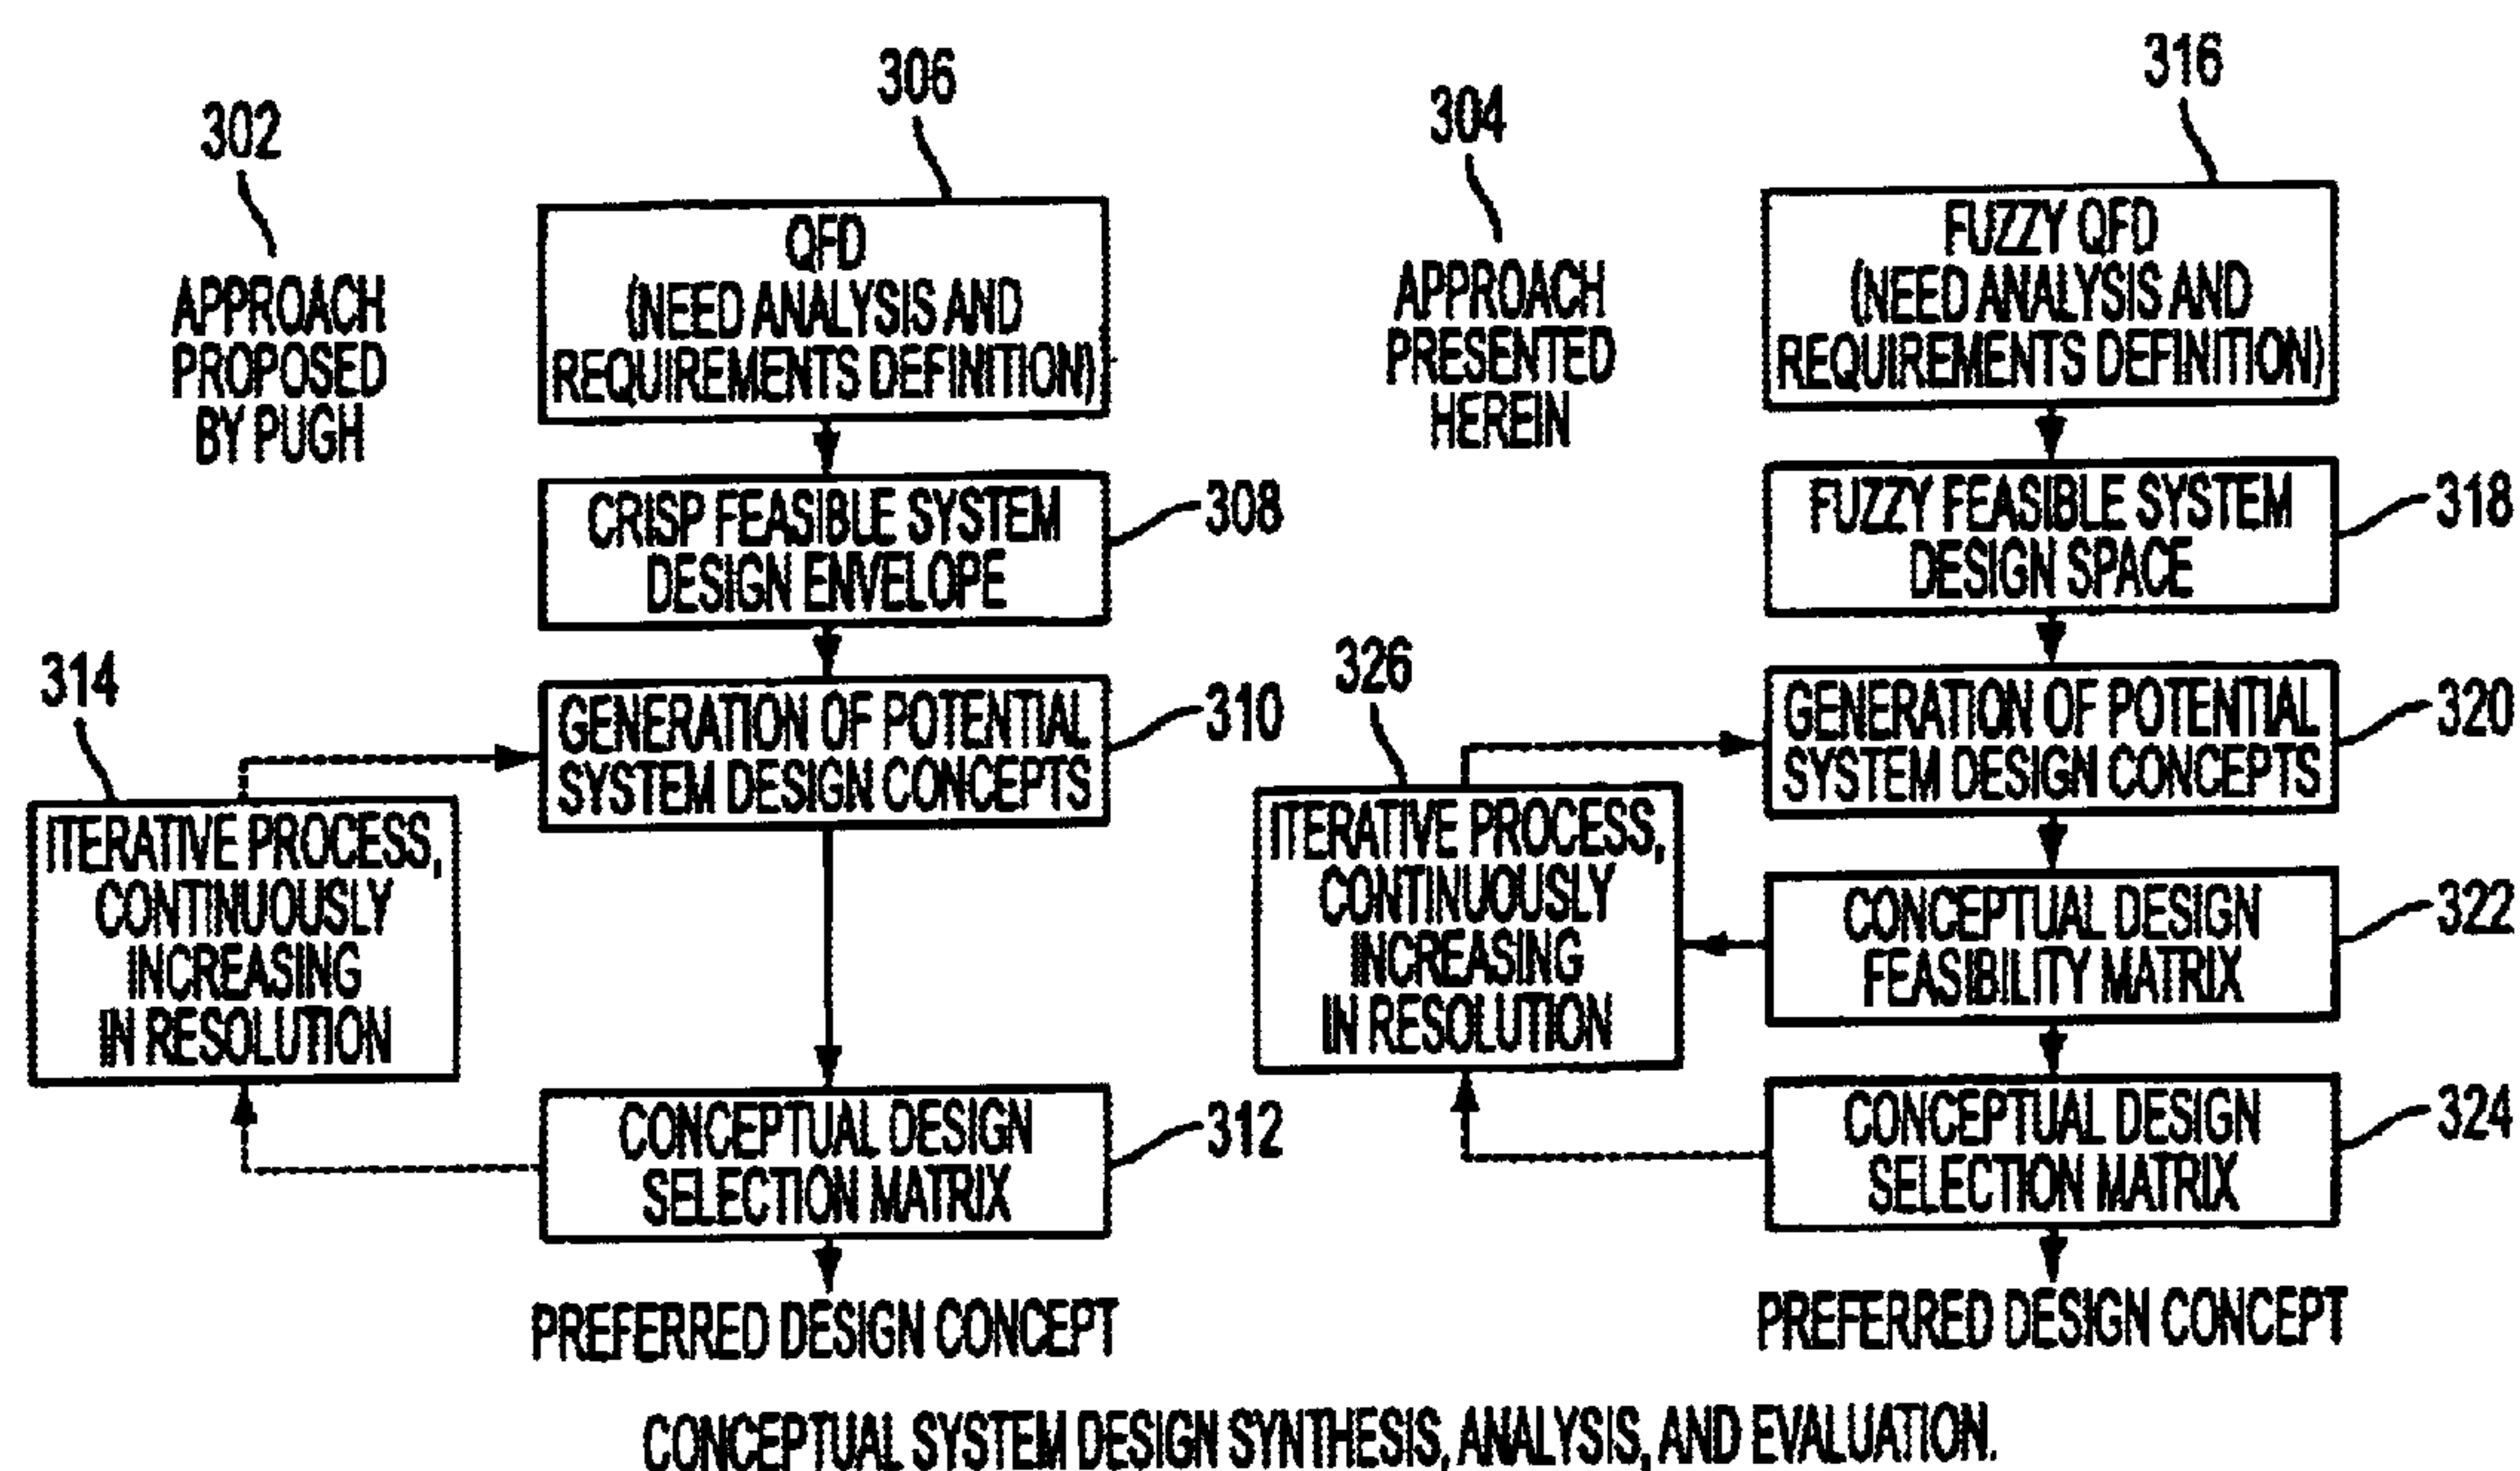 302
APPROACH
PROPOSED
BY PUGH
306
QFD
(NEED ANALYSIS AND
REQUIREMENTS DEFINITION)
CRISP FEASIBLE SYSTEM
DESIGN ENVELOPE
308
GENERATION OF POTENTIAL
SYSTEM DESIGN CONCEPTS
310
314
ITERATIVE PROCESS,
CONTINUOUSLY
INCREASING
IN RESOLUTION
CONCEPTUAL DESIGN
SELECTION MATRIX
312
PREFERRED DESIGN CONCEPT
304
APPROACH
PRESENTED
HEREIN
316
FUZZY QFD
(NEED ANALYSIS AND
REQUIREMENTS DEFINITION)
FUZZY FEASIBLE SYSTEM
DESIGN SPACE
318
GENERATION OF POTENTIAL
SYSTEM DESIGN CONCEPTS
320
326
ITERATIVE PROCESS,
CONTINUOUSLY
INCREASING
IN RESOLUTION
CONCEPTUAL DESIGN
FEASIBILITY MATRIX
322
CONCEPTUAL DESIGN
SELECTION MATRIX
324
PREFERRED DESIGN CONCEPT
CONCEPTUAL SYSTEM DESIGN SYNTHESIS, ANALYSIS, AND EVALUATION.